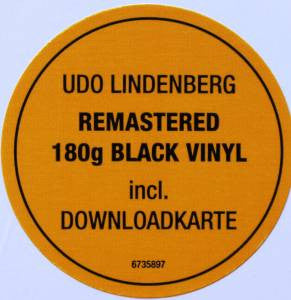 UDO LINDENBERG
REMASTERED
180g BLACK VINYL
incl.
DOWNLOADKARTE
6735897